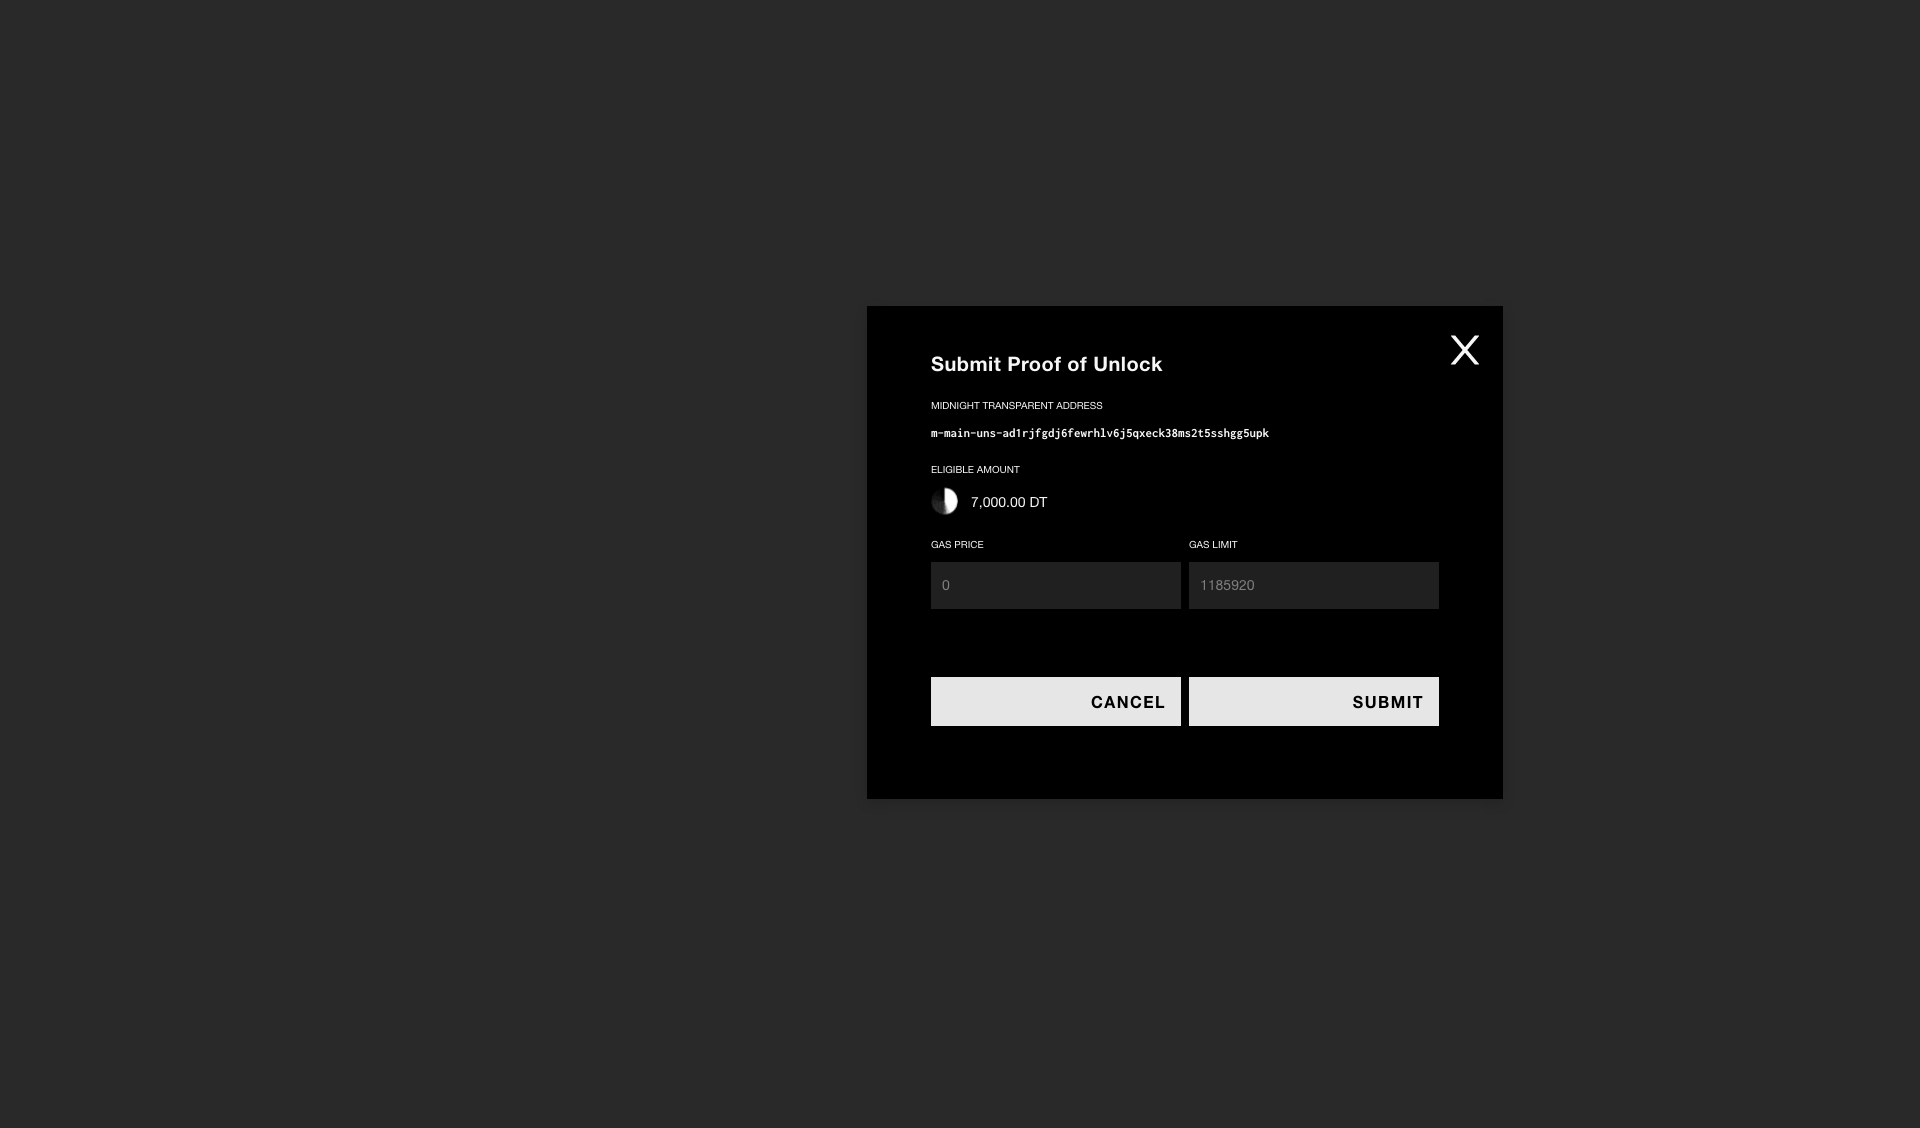 X
Submit Proof of Unlock
MIDNIGHT TRANSPARENT ADDRESS
m-main-uns-ad1rjfgdj6fewrhlv6j5qxeck38ms2t5sshgg5upk
ELIGIBLE AMOUNT
7,000.00 DT
GAS PRICE
GAS LIMIT
0
1185920
CANCEL
SUBMIT